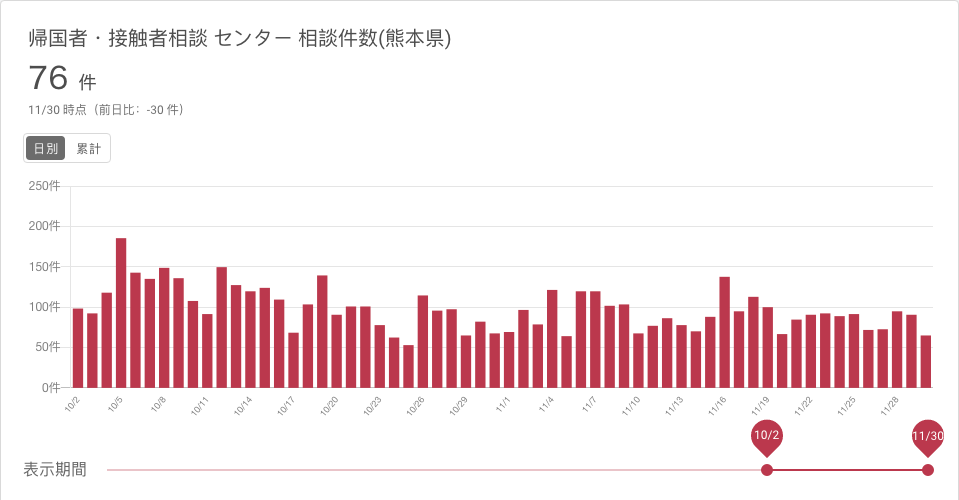 帰国者・接触者相談 センター 相談件数(熊本県)
76 件
11/30 時点（前日比: -30 件）
日別 累計
250件
200件
150件
100件
50件
0件
10/2 10/5 10/8 10/11 10/14 10/17 10/20 10/23 10/26 10/29 11/1 11/4 11/7 11/10 11/13 11/16 11/19 11/22 11/25 11/28
10/2 11/30
表示期間